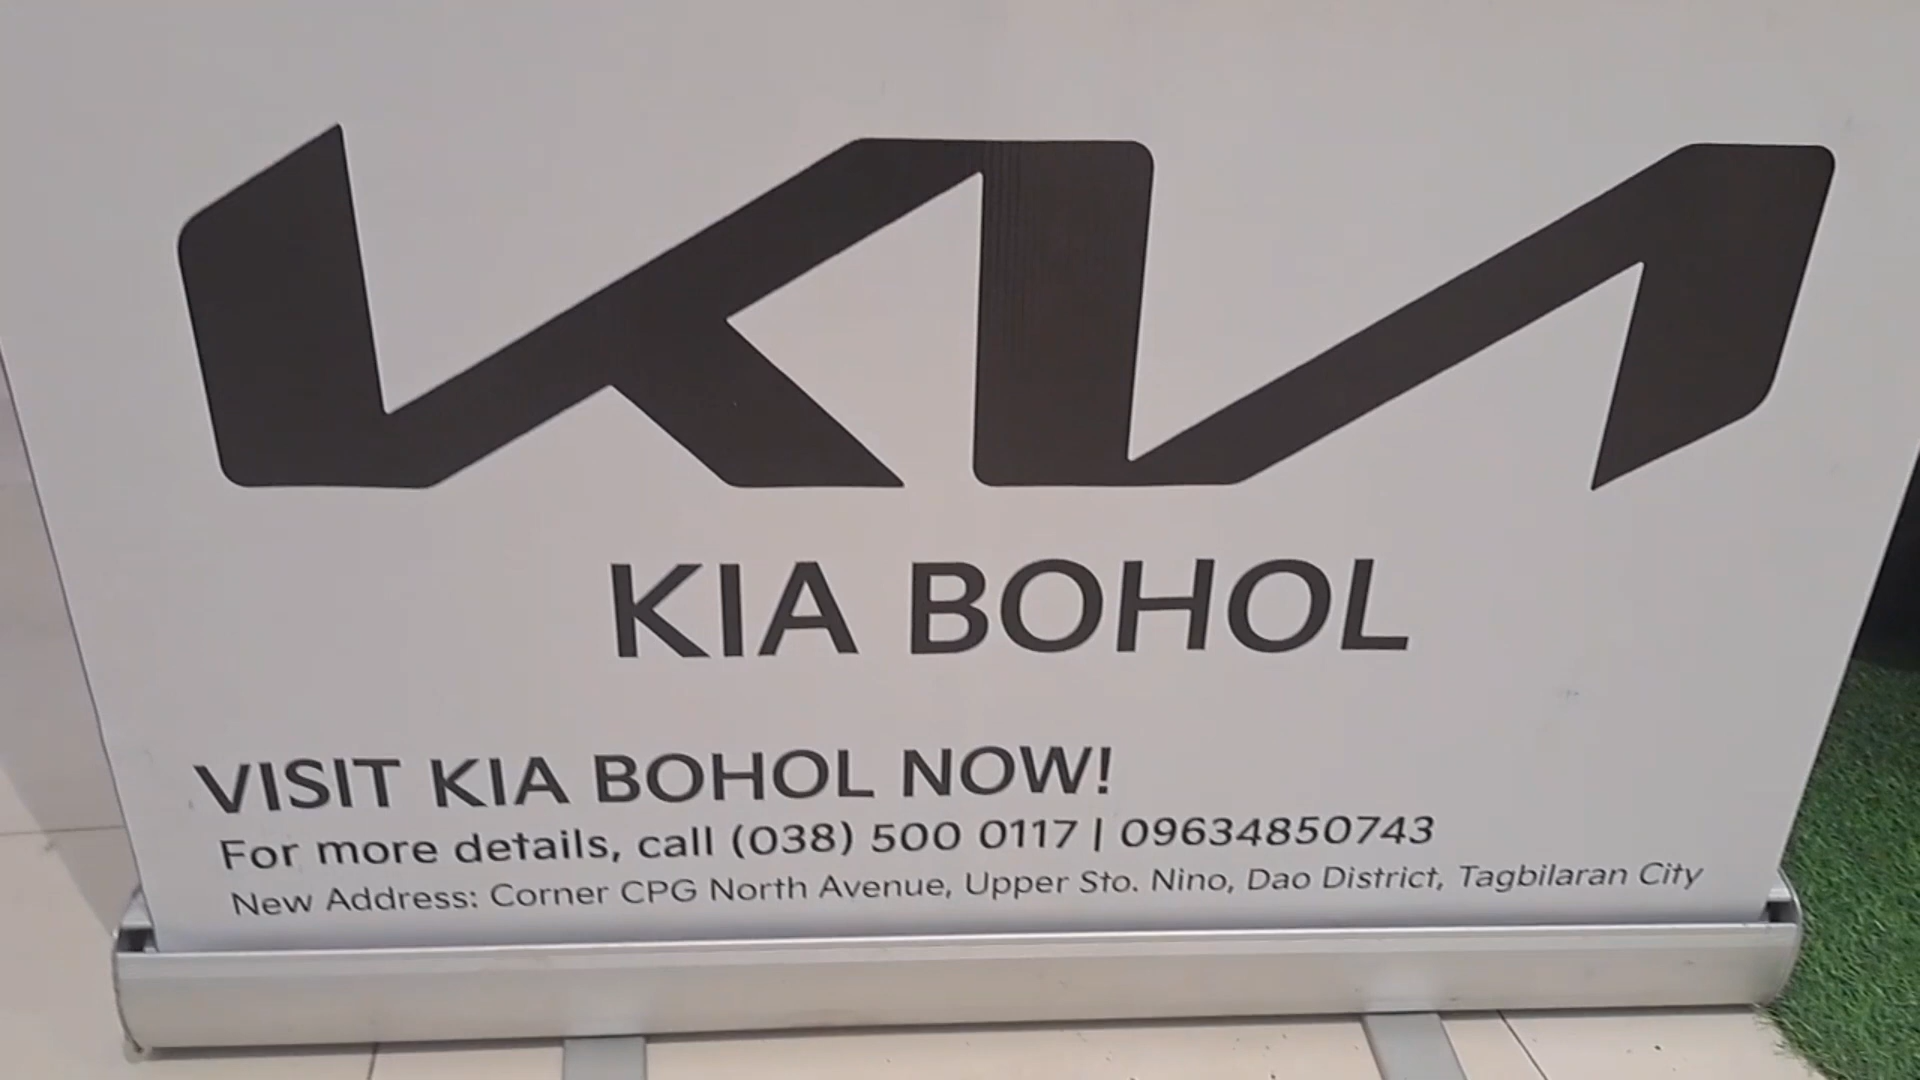 KIA
KIA BOHOL
VISIT KIA BOHOL NOW!
For more details, call (038) 500 0117 | 09634850743
New Address: Corner CPG North Avenue, Upper Sto. Nino, Dao District, Tagbilaran City